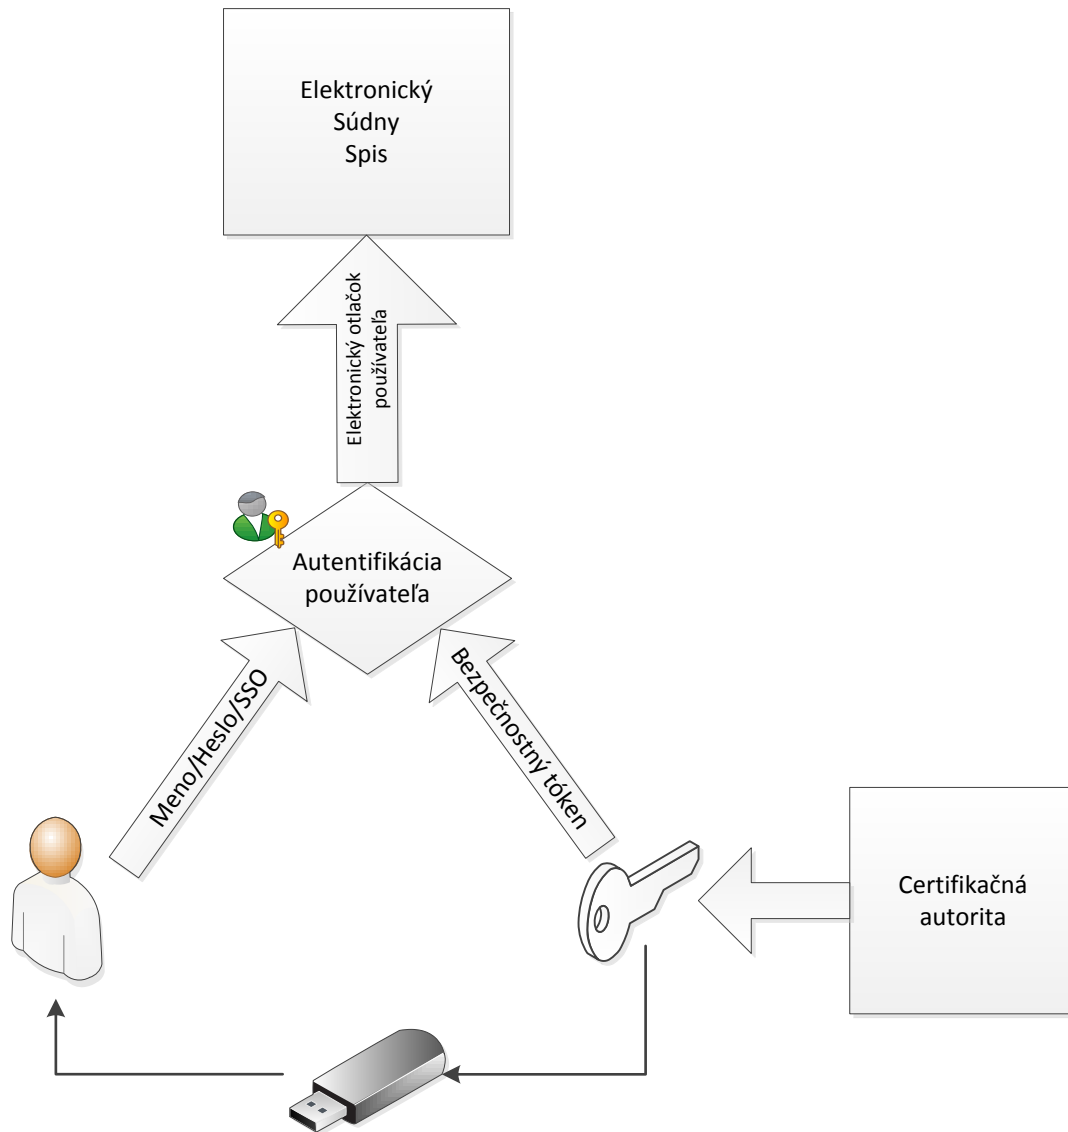 Elektronický
Súdny
Spis
Elektronický otlačok
používateľa
Autentifikácia
používateľa
Meno/Heslo/SSO
Bezpečnostný tóken
Certifikačná
autorita